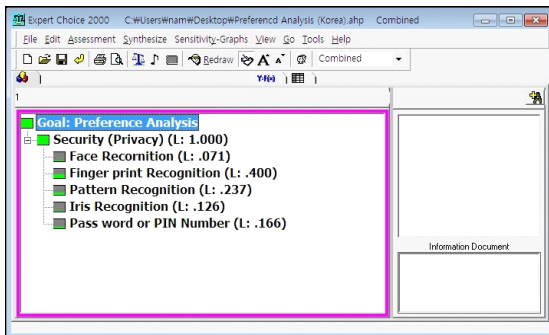 Expert Choice 2000 C:₩Users₩nam₩Desktop₩Preferencd Analysis (Korea).ahp Combined
File Edit Assessment Synthesize Sensitivity-Graphs View Go Tools Help
Redraw A A Combined
1
Goal: Preference Analysis
Security (Privacy) (L: 1.000)
Face Recornition (L: .071)
Finger print Recognition (L: .400)
Pattern Recognition (L: .237)
Iris Recognition (L: .126)
Pass word or PIN Number (L: .166)
Information Document